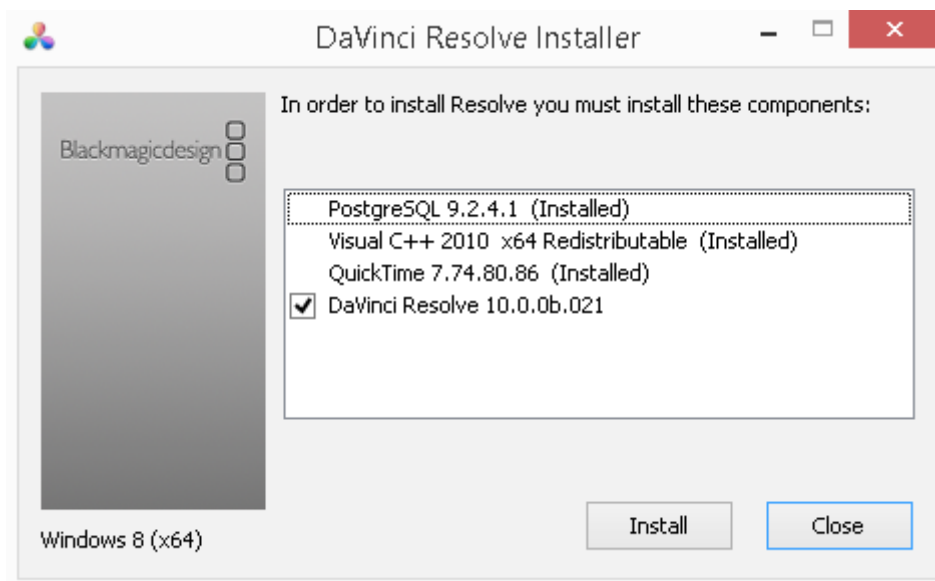 DaVinci Resolve Installer
In order to install Resolve you must install these components:
Blackmagicdesign
PostgreSQL 9.2.4.1 (Installed)
Visual C++ 2010 x64 Redistributable (Installed)
QuickTime 7.74.80.86 (Installed)
DaVinci Resolve 10.0.0b.021
Install
Close
Windows 8 (x64)